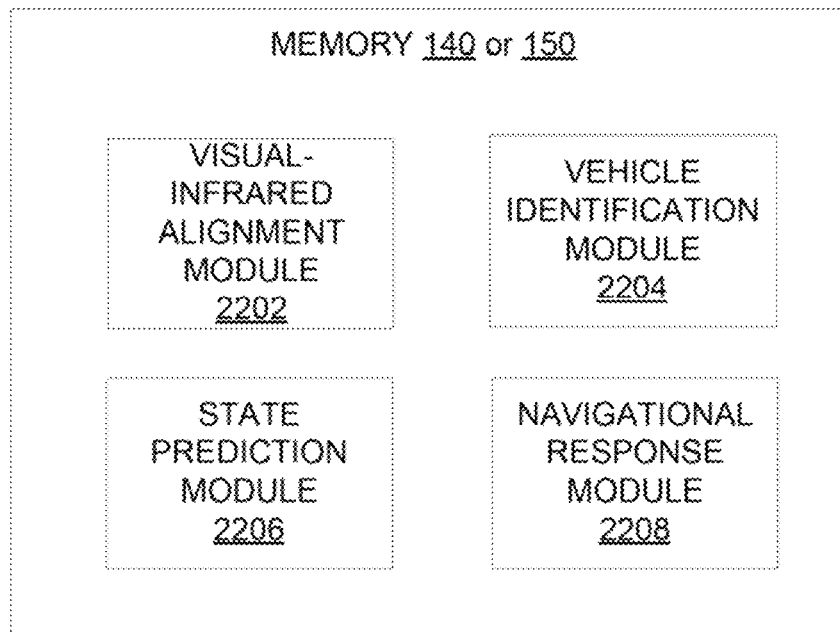 MEMORY 140 or 150
VISUAL-
INFRARED
ALIGNMENT
MODULE
2202
VEHICLE
IDENTIFICATION
MODULE
2204
STATE
PREDICTION
MODULE
2206
NAVIGATIONAL
RESPONSE
MODULE
2208